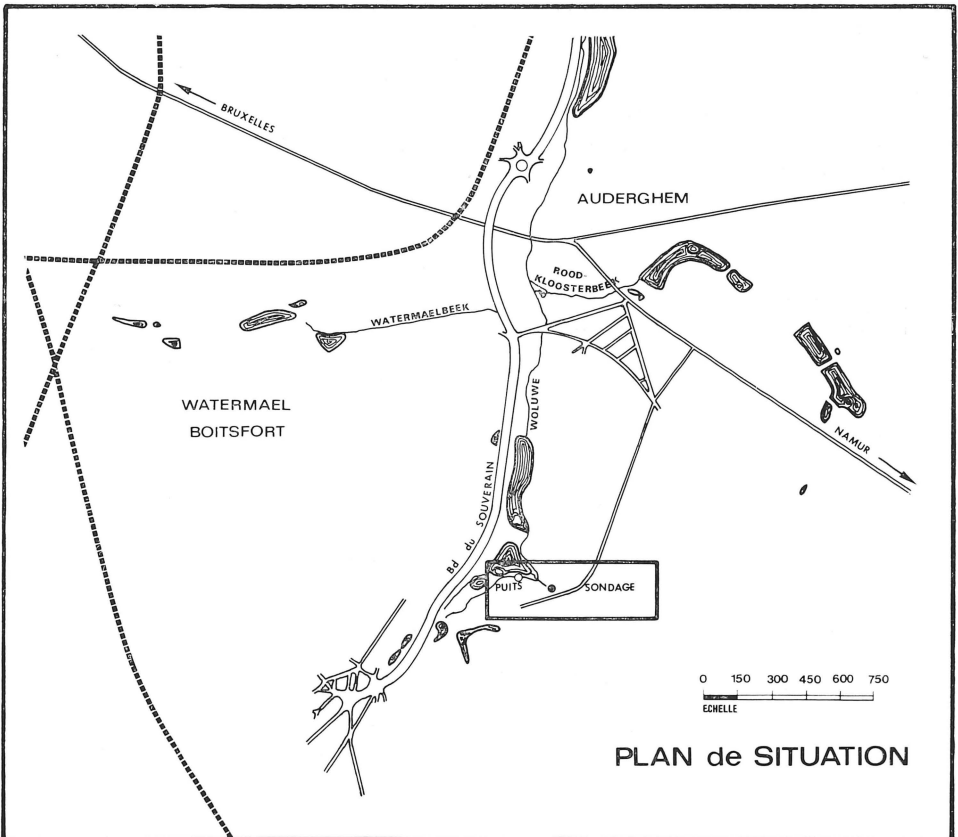 BRUXELLES
AUDERGHEM
ROOD-
KLOOSTERBEEK
WATERMAELBEEK
WATERMAEL
BOITSFORT
WOLUWE
NAMUR
Bd du SOUVERAIN
PUITS
SONDAGE
0 150 300 450 600 750
ECHELLE
PLAN de SITUATION